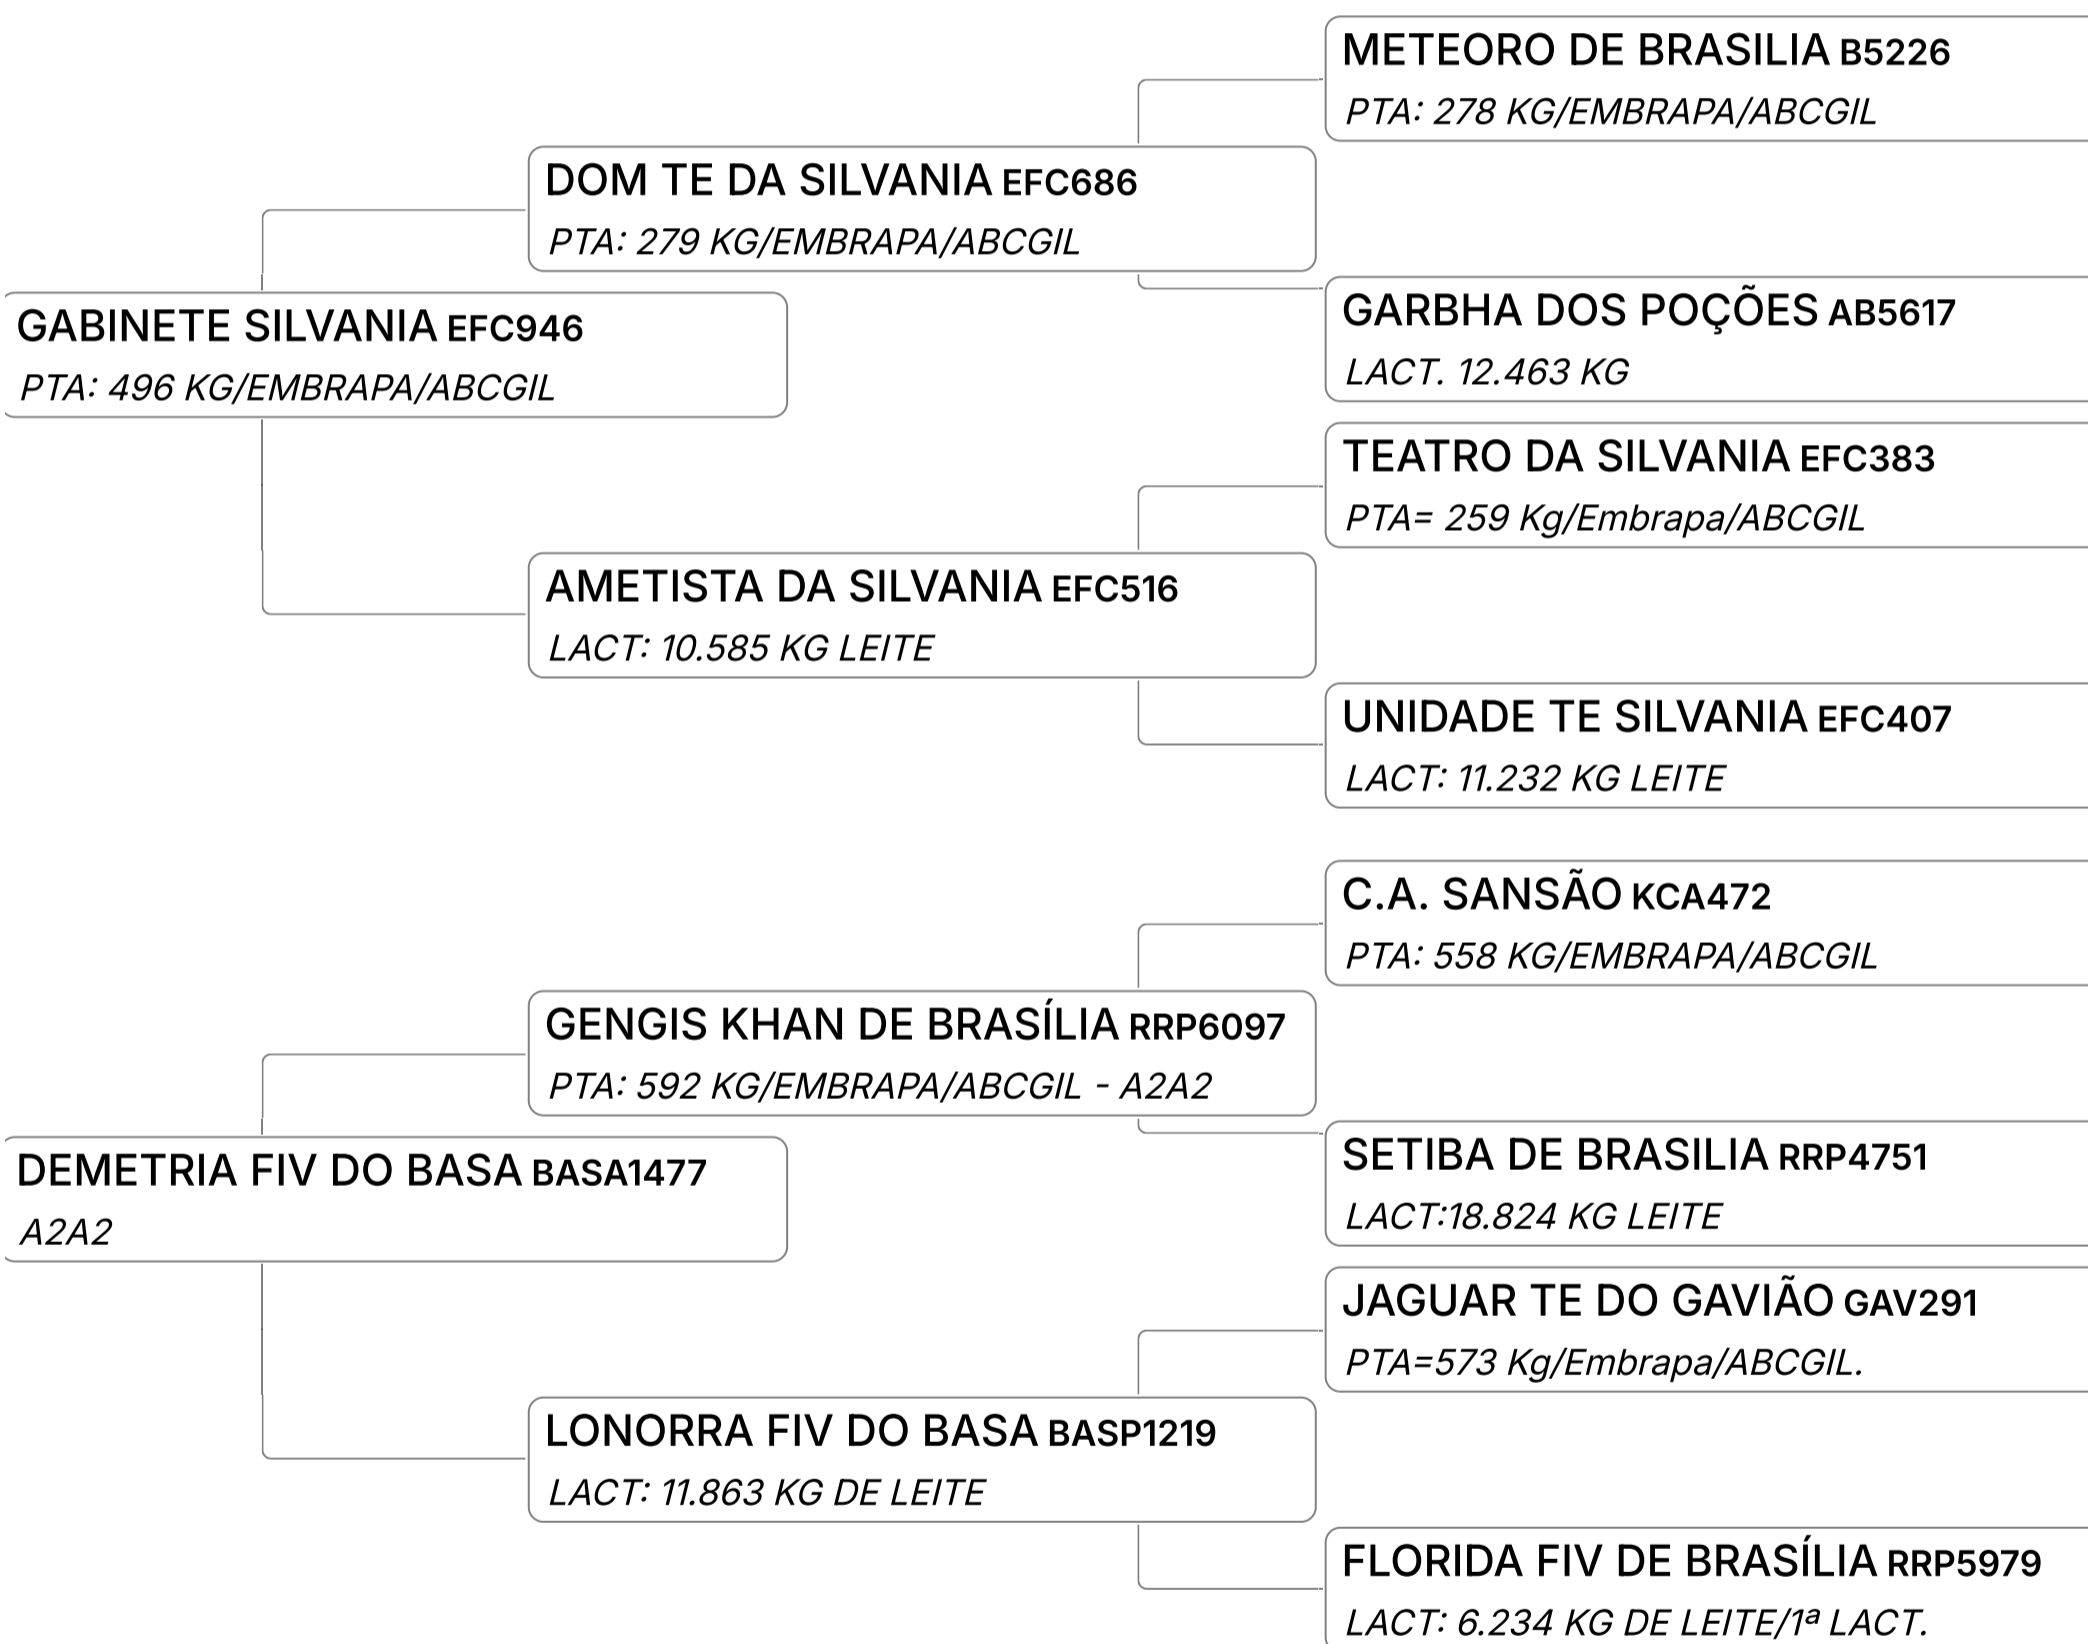 METEORO DE BRASILIA B5226
PTA: 278 KG/EMBRAPA/ABCGIL
DOM TE DA SILVANIA EFC686
PTA: 279 KG/EMBRAPA/ABCGIL
GARBHA DOS POÇÕES AB5617
LACT. 12.463 KG
GABINETE SILVANIA EFC946
PTA: 496 KG/EMBRAPA/ABCGIL
TEATRO DA SILVANIA EFC383
PTA= 259 Kg/Embrapa/ABCGIL
AMETISTA DA SILVANIA EFC516
LACT: 10.585 KG LEITE
UNIDADE TE SILVANIA EFC407
LACT: 11.232 KG LEITE
C.A. SANSÃO KCA472
PTA: 558 KG/EMBRAPA/ABCGIL
GENGIS KHAN DE BRASÍLIA RRP6097
PTA: 592 KG/EMBRAPA/ABCGIL - A2A2
SETIBA DE BRASILIA RRP4751
LACT:18.824 KG LEITE
DEMETRIA FIV DO BASA BASA1477
A2A2
JAGUAR TE DO GAVIÃO GAV291
PTA=573 Kg/Embrapa/ABCGIL.
LONORRA FIV DO BASA BASP1219
LACT: 11.863 KG DE LEITE
FLORIDA FIV DE BRASÍLIA RRP5979
LACT: 6.234 KG DE LEITE/1ª LACT.